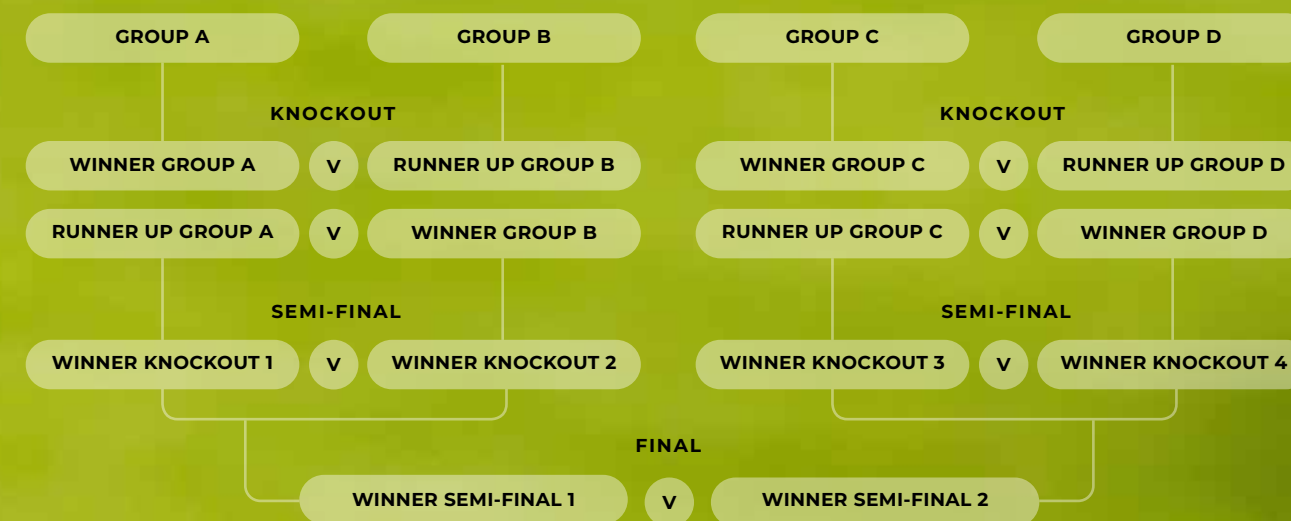 GROUP A GROUP B GROUP C GROUP D
KNOCKOUT KNOCKOUT
WINNER GROUP A V RUNNER UP GROUP B WINNER GROUP C V RUNNER UP GROUP D
RUNNER UP GROUP A V WINNER GROUP B RUNNER UP GROUP C V WINNER GROUP D
SEMI-FINAL SEMI-FINAL
WINNER KNOCKOUT 1 V WINNER KNOCKOUT 2 WINNER KNOCKOUT 3 V WINNER KNOCKOUT 4
FINAL
WINNER SEMI-FINAL 1 V WINNER SEMI-FINAL 2